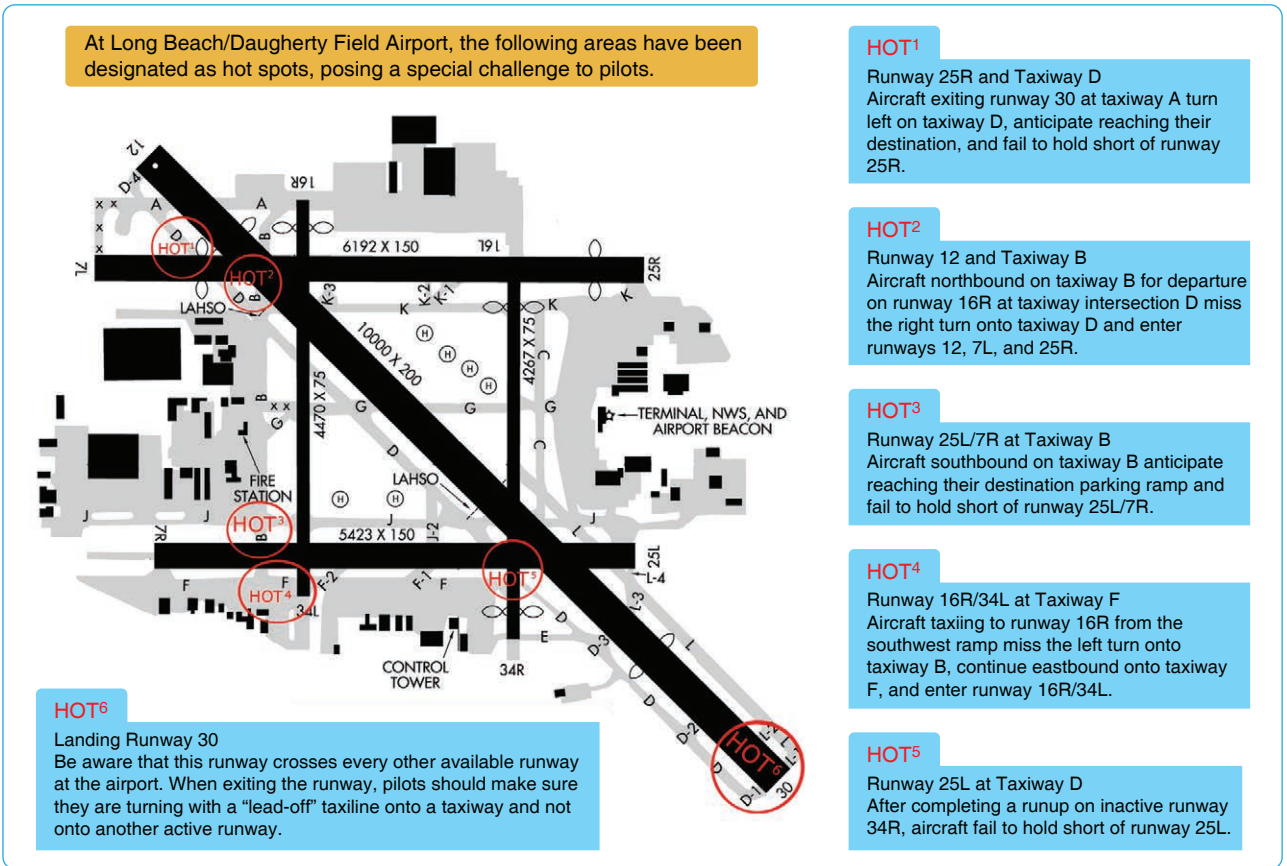 At Long Beach/Daugherty Field Airport, the following areas have been
designated as hot spots, posing a special challenge to pilots.
12
D-4
x x
A
A
16R
x
x
D
HOT1
B
6192 X 150
16L
7L
HOT2
25R
D
B
K-3
K-2
K-1
K
K
K
LAHSO
H
H
H
H
10000 X 200
4267 X 75
C
4470 X 75
B
x x
G
G
G
G
C
TERMINAL, NWS, AND
AIRPORT BEACON
D
FIRE
STATION
LAHSO
H
H
J
J
J
J
L
7R
HOT3
B
5423 X 150
J-2
25L
L-4
F
F
HOT4
F-2
F-1
F
HOT5
34L
L-3
L
D
E
D-3
34R
CONTROL
TOWER
D
D-2
D
D-1
HOT6
L-2
L
L-1
30
HOT6
Landing Runway 30
Be aware that this runway crosses every other available runway
at the airport. When exiting the runway, pilots should make sure
they are turning with a “lead-off” taxiline onto a taxiway and not
onto another active runway.
HOT1
Runway 25R and Taxiway D
Aircraft exiting runway 30 at taxiway A turn
left on taxiway D, anticipate reaching their
destination, and fail to hold short of runway
25R.
HOT2
Runway 12 and Taxiway B
Aircraft northbound on taxiway B for departure
on runway 16R at taxiway intersection D miss
the right turn onto taxiway D and enter
runways 12, 7L, and 25R.
HOT3
Runway 25L/7R at Taxiway B
Aircraft southbound on taxiway B anticipate
reaching their destination parking ramp and
fail to hold short of runway 25L/7R.
HOT4
Runway 16R/34L at Taxiway F
Aircraft taxiing to runway 16R from the
southwest ramp miss the left turn onto
taxiway B, continue eastbound onto taxiway
F, and enter runway 16R/34L.
HOT5
Runway 25L at Taxiway D
After completing a runup on inactive runway
34R, aircraft fail to hold short of runway 25L.